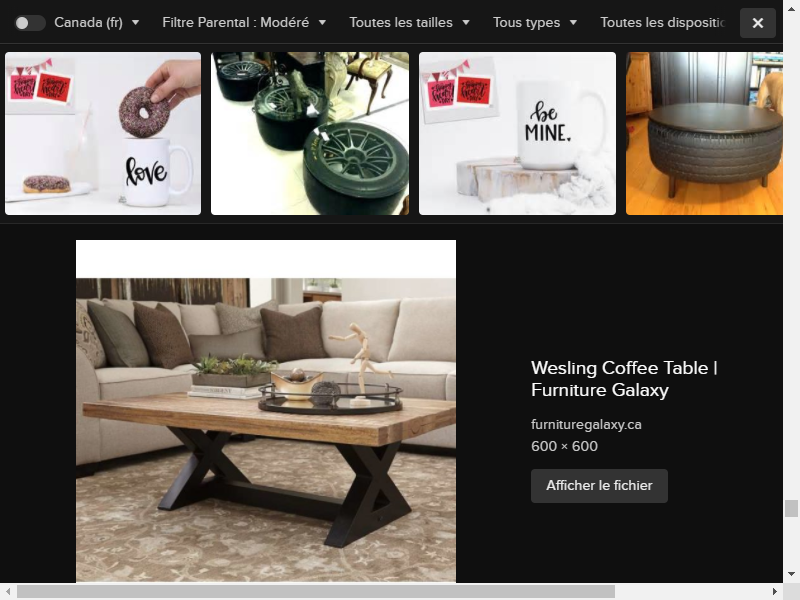 Canada (fr)
Filtre Parental : Modéré
Toutes les tailles
Tous types
Toutes les dispositic
love
be
MINE.
Wesling Coffee Table |
Furniture Galaxy
furnituregalaxy.ca
600 × 600
Afficher le fichier